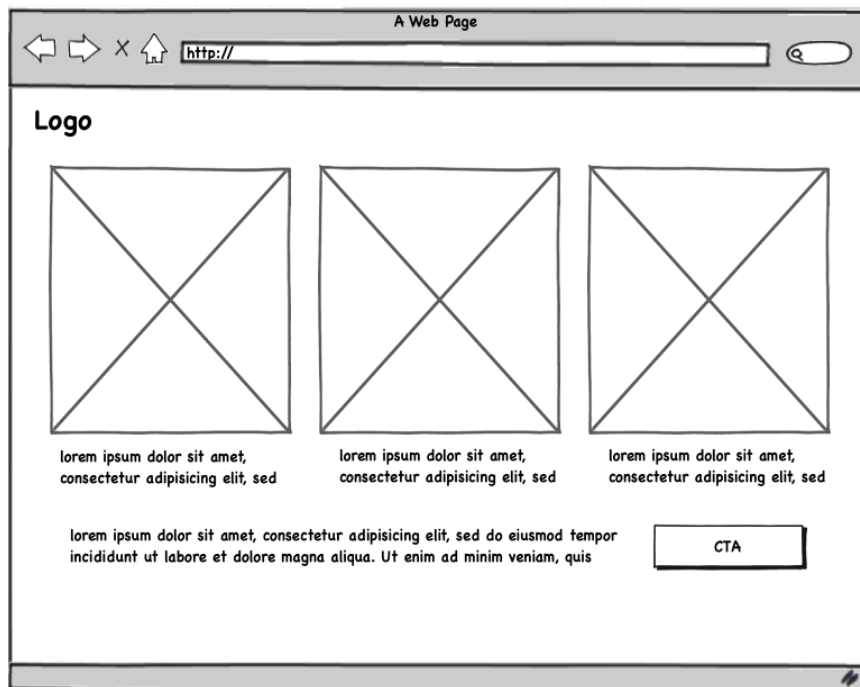 A Web Page
http://
Logo
lorem ipsum dolor sit amet,
consectetur adipisicing elit, sed
lorem ipsum dolor sit amet,
consectetur adipisicing elit, sed
lorem ipsum dolor sit amet,
consectetur adipisicing elit, sed
lorem ipsum dolor sit amet, consectetur adipisicing elit, sed do eiusmod tempor
incididunt ut labore et dolore magna aliqua. Ut enim ad minim veniam, quis
CTA